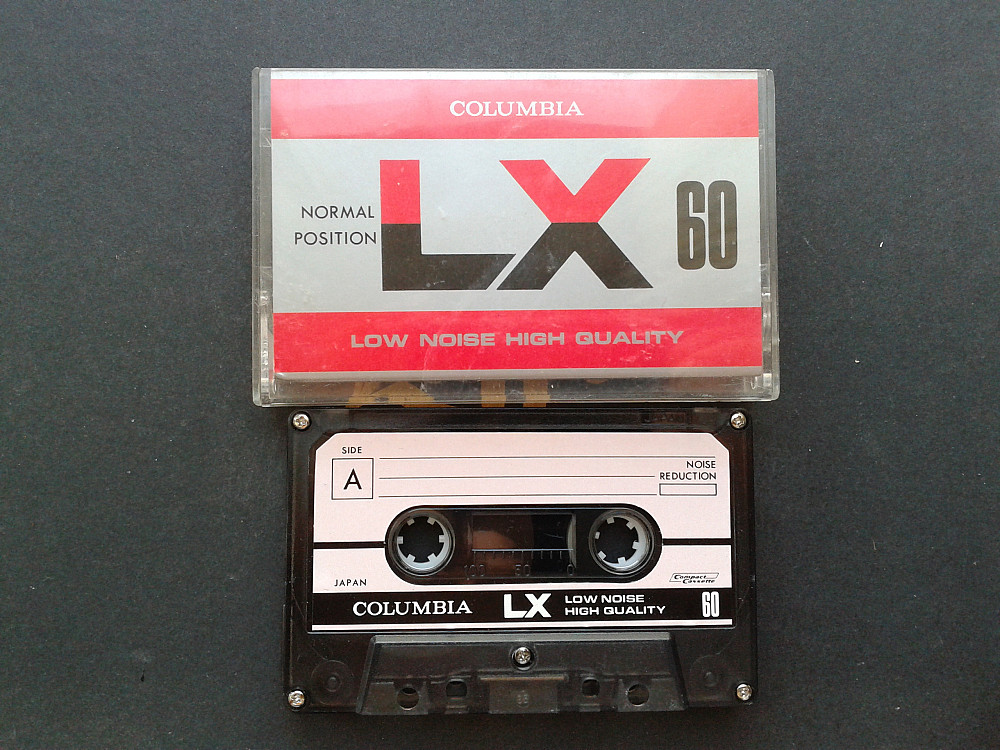 COLUMBIA
NORMAL
POSITION
LX
60
LOW NOISE HIGH QUALITY
SIDE
A
NOISE
REDUCTION
100 50 0
JAPAN
Compact
Cassette
COLUMBIA
LX
LOW NOISE
HIGH QUALITY
60